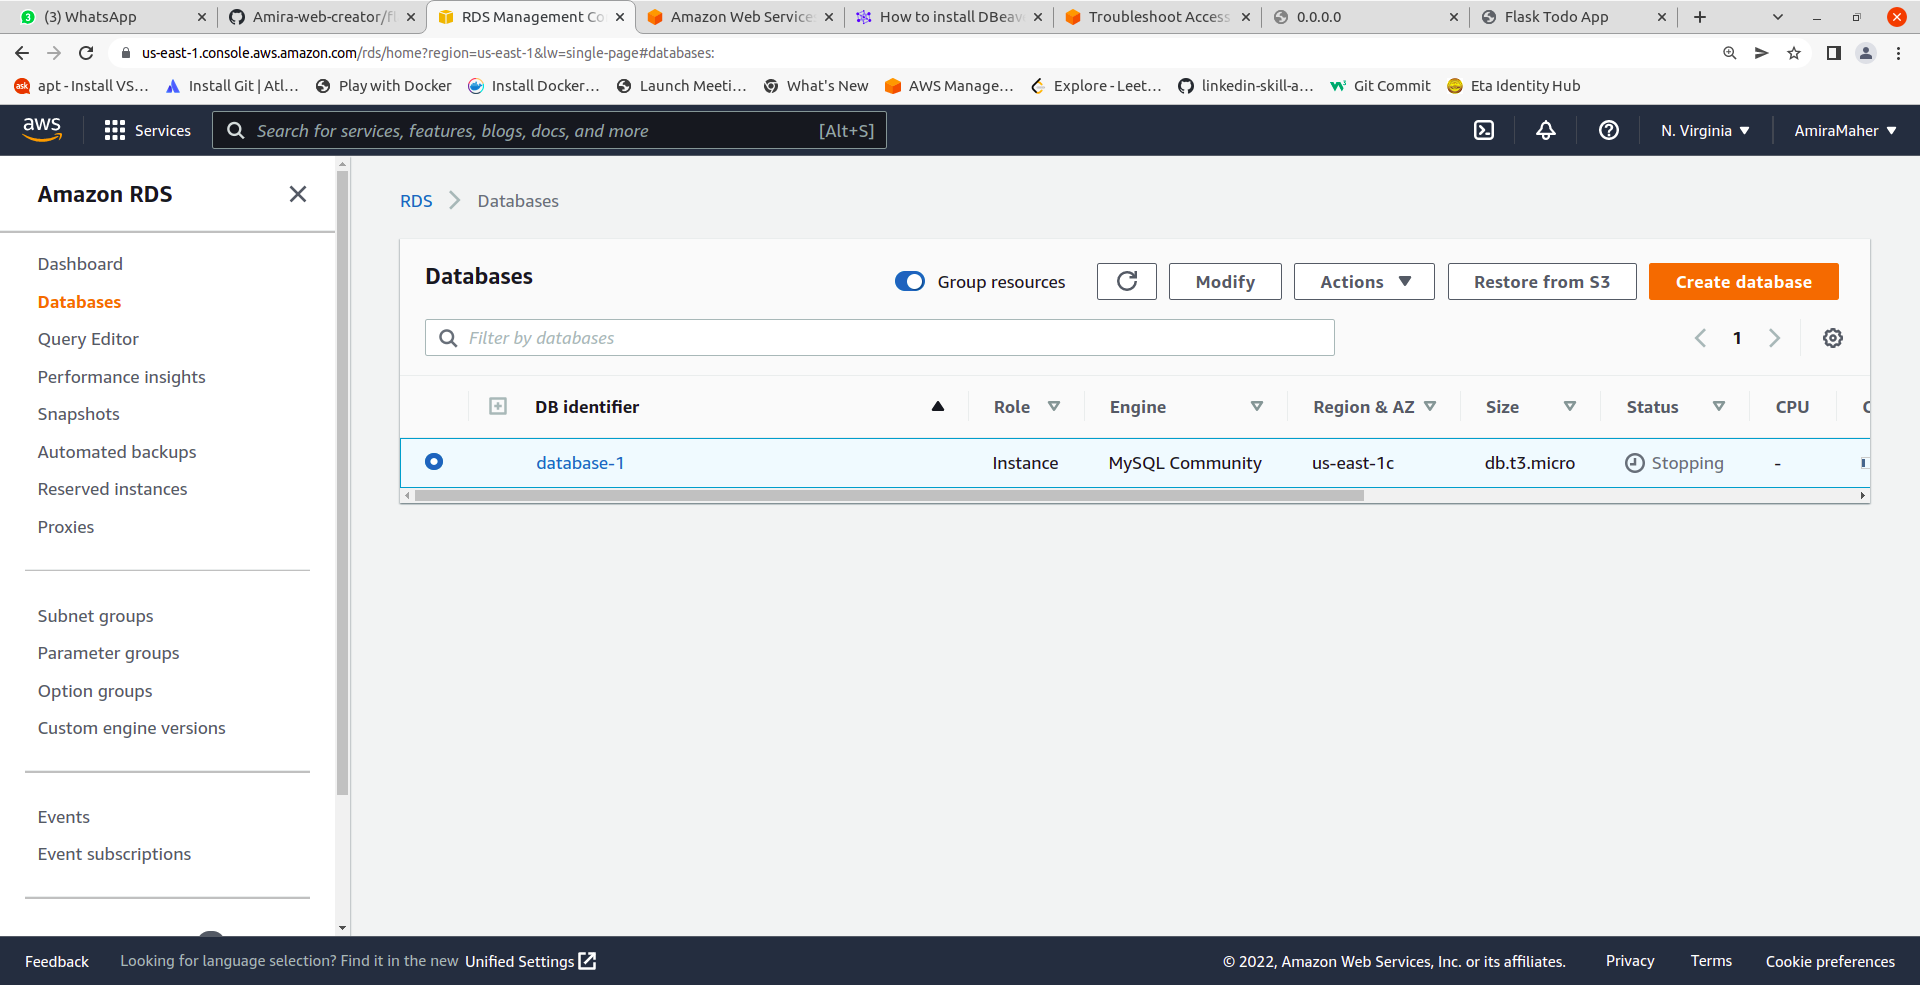 (3) WhatsApp
Amira-web-creator/fl
RDS Management Co
Amazon Web Service
How to install DBeav
Troubleshoot Access
0.0.0.0
Flask Todo App
us-east-1.console.aws.amazon.com/rds/home?region=us-east-1&lw=single-page#databases:
apt - Install VS...
Install Git | Atl...
Play with Docker
Install Docker...
Launch Meeti...
What's New
AWS Manage...
Explore - Leet...
linkedin-skill-a...
Git Commit
Eta Identity Hub
aws
Services
Search for services, features, blogs, docs, and more [Alt+S]
N. Virginia
AmiraMaher
Amazon RDS
Dashboard
Databases
Query Editor
Performance insights
Snapshots
Automated backups
Reserved instances
Proxies
Subnet groups
Parameter groups
Option groups
Custom engine versions
Events
Event subscriptions
RDS > Databases
Databases
Group resources
Modify
Actions
Restore from S3
Create database
Filter by databases
1
DB identifier Role Engine Region & AZ Size Status CPU C
database-1 Instance MySQL Community us-east-1c db.t3.micro Stopping -
Feedback
Looking for language selection? Find it in the new Unified Settings
© 2022, Amazon Web Services, Inc. or its affiliates.
Privacy
Terms
Cookie preferences